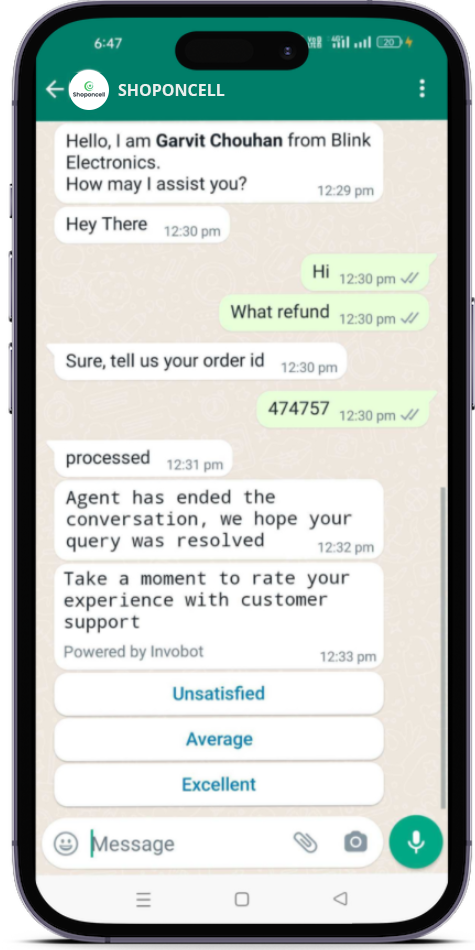 6:47
4G
20
Shoponcell
SHOPONCELL
Hello, I am Garvit Chouhan from Blink
Electronics.
How may I assist you?
12:29 pm
Hey There 12:30 pm
Hi 12:30 pm
What refund 12:30 pm
Sure, tell us your order id 12:30 pm
474757 12:30 pm
processed 12:31 pm
Agent has ended the
conversation, we hope your
query was resolved 12:32 pm
Take a moment to rate your
experience with customer
support
Powered by Invobot 12:33 pm
Unsatisfied
Average
Excellent
Message